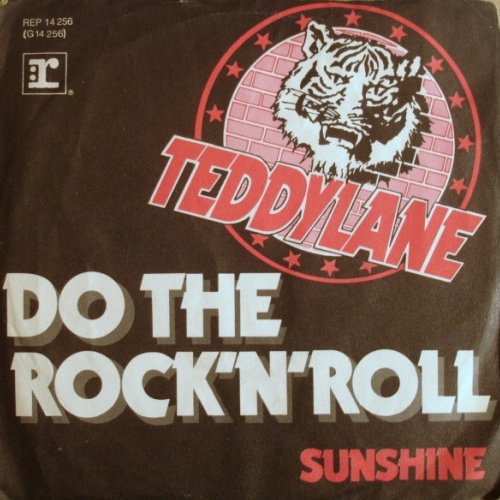 REP 14 256
(G 14 256)
r
®
TEDDYLANE
DO THE
ROCK'N'ROLL
SUNSHINE